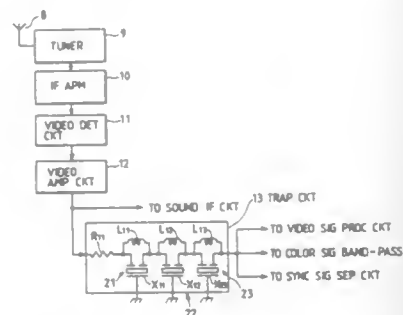 8
TUNER
9
IF APM
10
VIDEO DET CKT
11
VIDEO AMP CKT
12
TO SOUND IF CKT
13 TRAP CKT
R11
L11
L12
L13
TO VIDEO SIG PROC CKT
TO COLOR SIG BAND-PASS
TO SYNC SIG SEP CKT
21
X11
X12
23
22